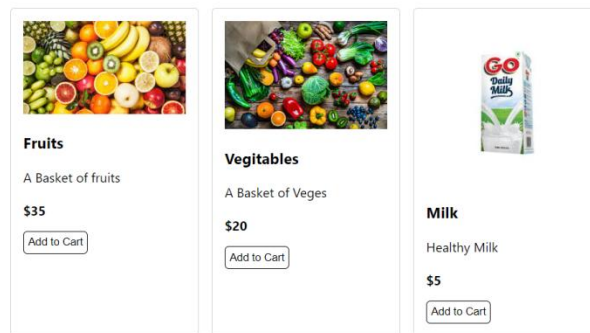 Fruits
A Basket of fruits
$35
Add to Cart
Vegitables
A Basket of Veges
$20
Add to Cart
GO
Daily
Milk
Milk
Healthy Milk
$5
Add to Cart